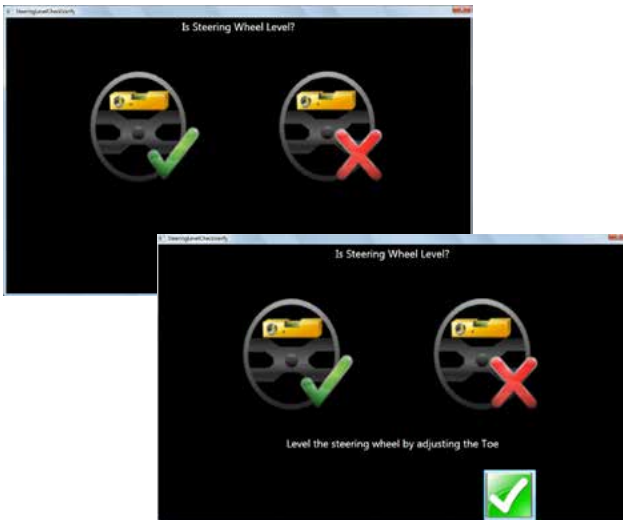 SteeringLevelCheckVerify
Is Steering Wheel Level?
SteeringLevelCheckVerify
Is Steering Wheel Level?
Level the steering wheel by adjusting the Toe